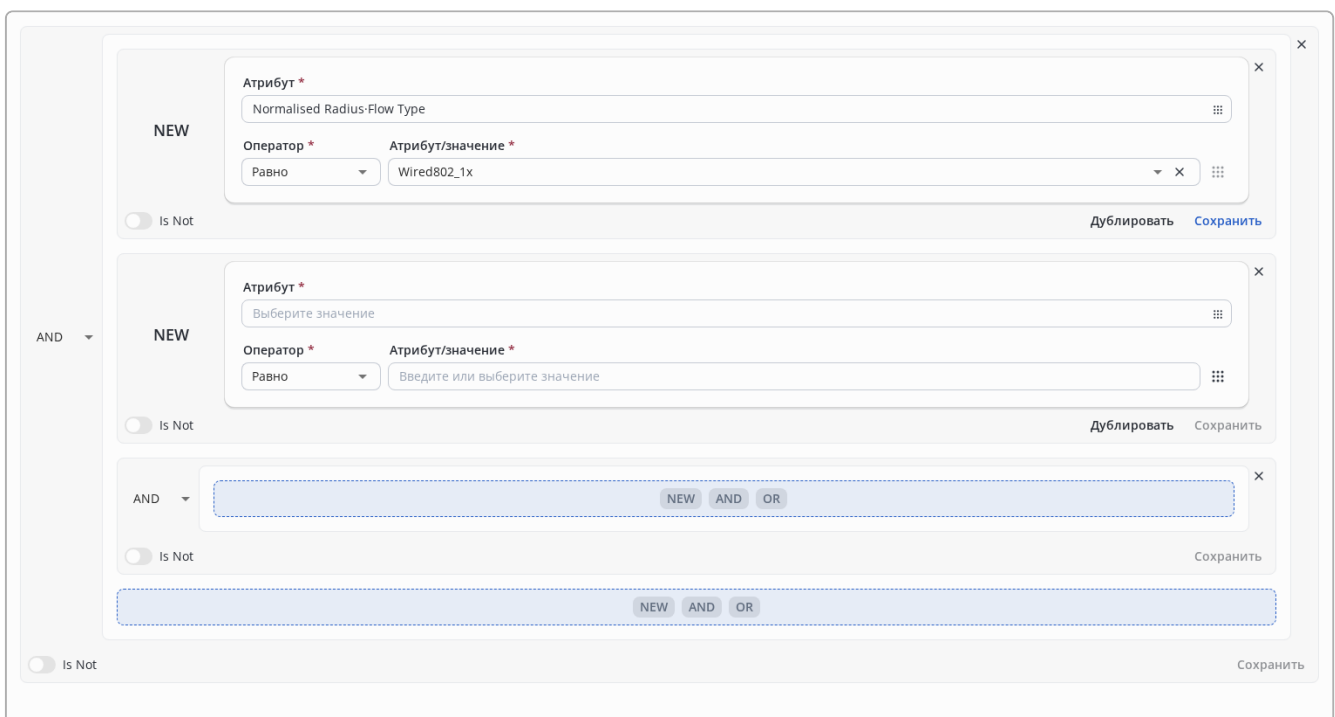 AND
NEW
Атрибут *
Normalised Radius·Flow Type
Оператор * Атрибут/значение *
Равно Wired802_1x
Is Not Дублировать Сохранить
NEW
Атрибут *
Выберите значение
Оператор * Атрибут/значение *
Равно Введите или выберите значение
Is Not Дублировать Сохранить
AND NEW AND OR
Is Not Сохранить
NEW AND OR
Is Not Сохранить